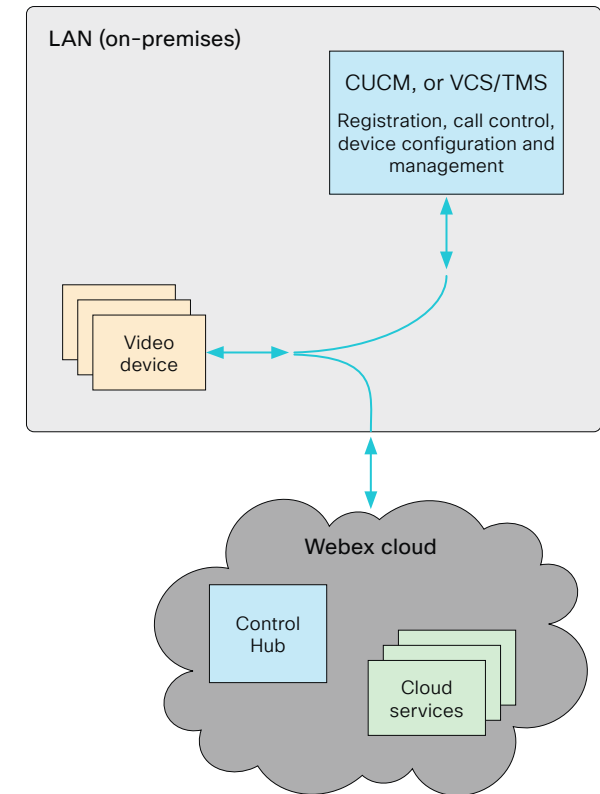 LAN (on-premises)
CUCM, or VCS/TMS
Registration, call control,
device configuration and
management
Video
device
Webex cloud
Control
Hub
Cloud
services